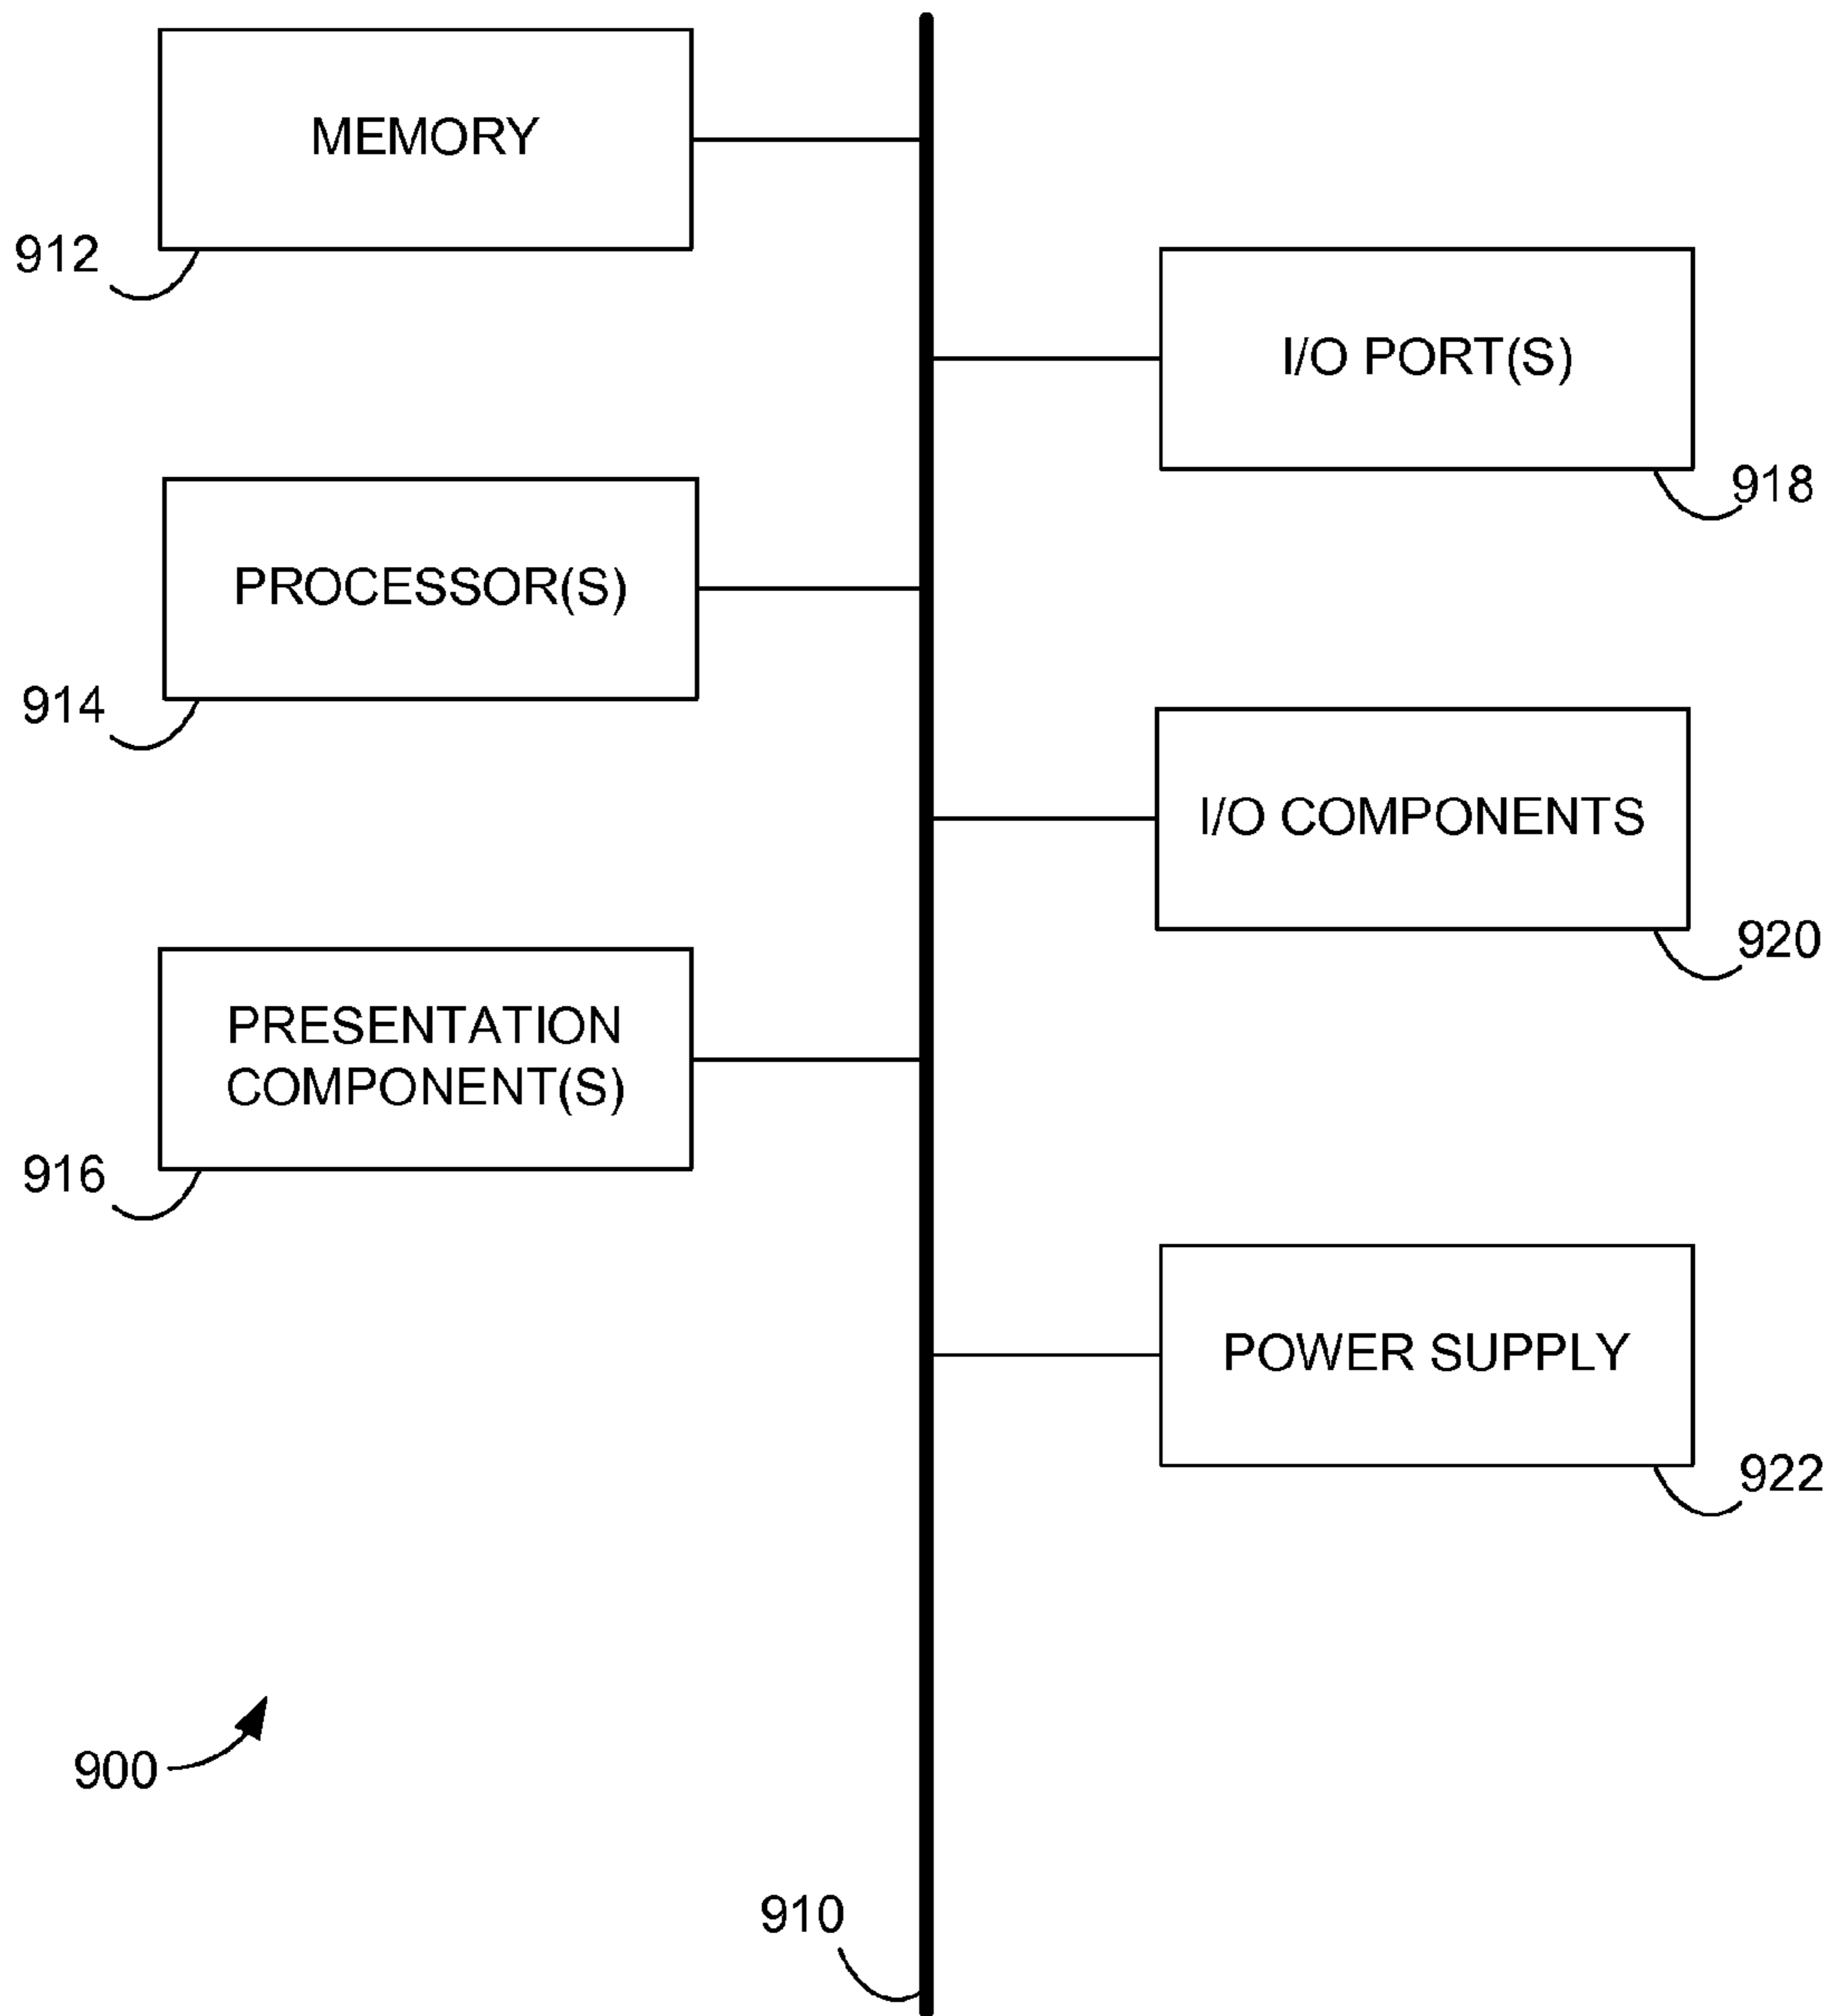 MEMORY
912
I/O PORT(S)
918
PROCESSOR(S)
914
I/O COMPONENTS
920
PRESENTATION
COMPONENT(S)
916
POWER SUPPLY
922
900
910